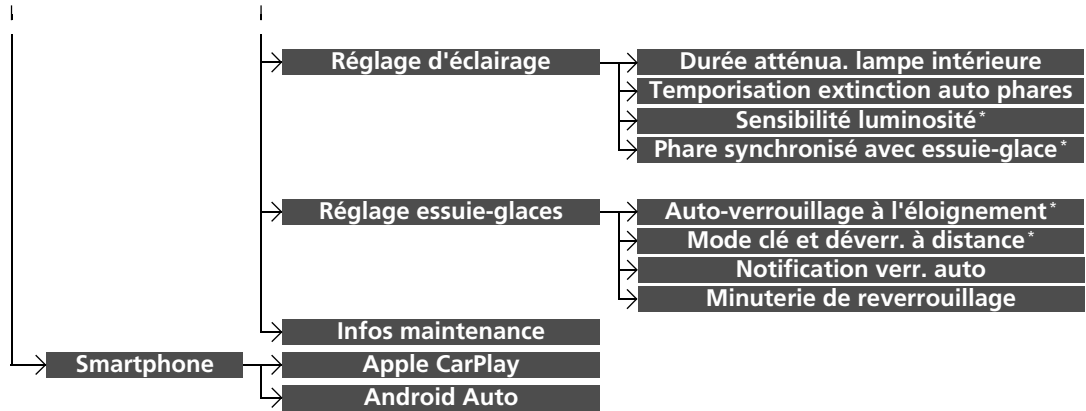 Réglage d'éclairage
Durée atténua. lampe intérieure
Temporisation extinction auto phares
Sensibilité luminosité*
Phare synchronisé avec essuie-glace*
Réglage essuie-glaces
Auto-verrouillage à l'éloignement*
Mode clé et déverr. à distance*
Notification verr. auto
Minuterie de reverrouillage
Infos maintenance
Smartphone
Apple CarPlay
Android Auto